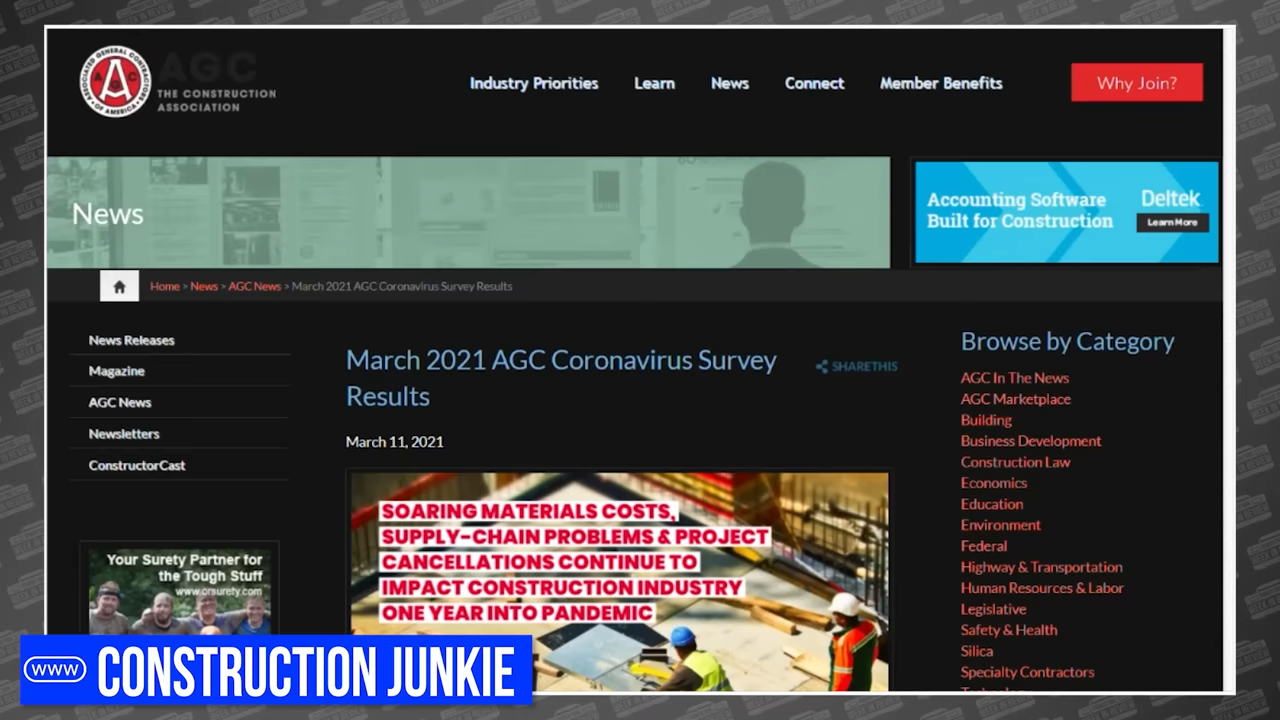 AGC
THE CONSTRUCTION
ASSOCIATION
Industry Priorities
Learn
News
Connect
Member Benefits
Why Join?
News
Accounting Software
Built for Construction
Deltek
Learn More
Home > News > AGC News > March 2021 AGC Coronavirus Survey Results
News Releases
Magazine
AGC News
Newsletters
ConstructorCast
March 2021 AGC Coronavirus Survey
Results
SHARETHIS
March 11, 2021
SOARING MATERIALS COSTS,
SUPPLY-CHAIN PROBLEMS & PROJECT
CANCELLATIONS CONTINUE TO
IMPACT CONSTRUCTION INDUSTRY
ONE YEAR INTO PANDEMIC
Browse by Category
AGC In The News
AGC Marketplace
Building
Business Development
Construction Law
Economics
Education
Environment
Federal
Highway & Transportation
Human Resources & Labor
Legislative
Safety & Health
Silica
Specialty Contractors
Your Surety Partner for
the Tough Stuff
www.orsurety.com
www
CONSTRUCTION JUNKIE